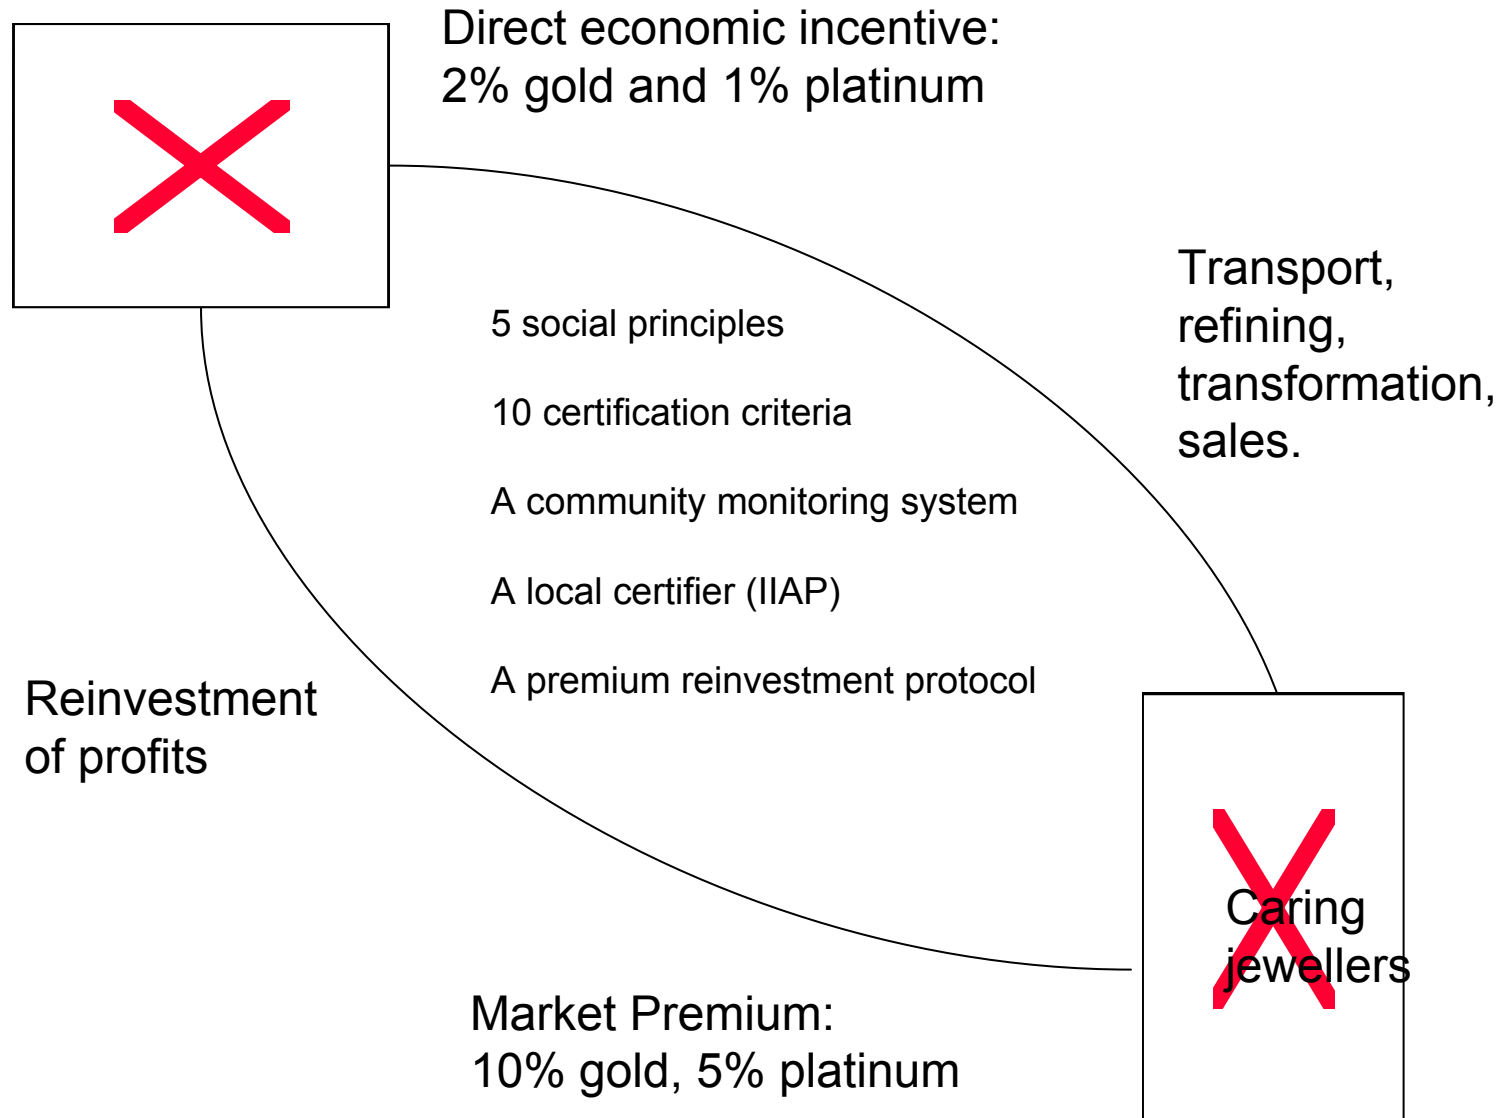 Direct economic incentive:
2% gold and 1% platinum
Transport,
refining,
transformation,
sales.
5 social principles
10 certification criteria
A community monitoring system
A local certifier (IIAP)
A premium reinvestment protocol
Reinvestment
of profits
Caring
jewellers
Market Premium:
10% gold, 5% platinum